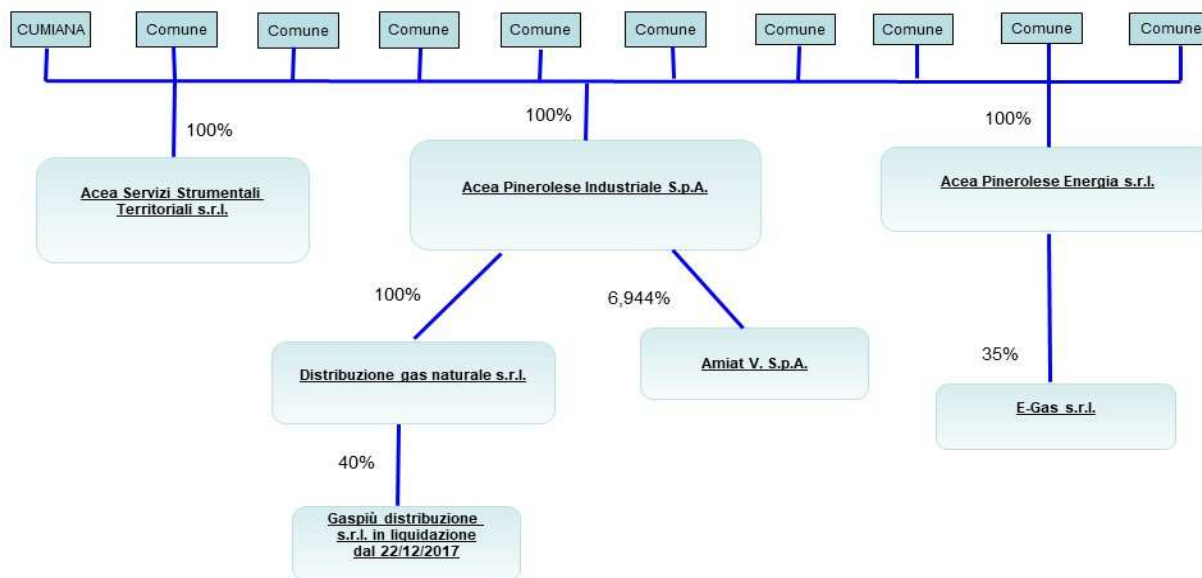 CUMIANA
Comune
Comune
Comune
Comune
Comune
Comune
Comune
Comune
Comune
100%
100%
100%
Acea Servizi Strumentali
Territoriali s.r.l.
Acea Pinerolese Industriale S.p.A.
Acea Pinerolese Energia s.r.l.
100%
6,944%
Distribuzione gas naturale s.r.l.
Amiat V. S.p.A.
35%
E-Gas s.r.l.
40%
Gaspiù distribuzione
s.r.l. in liquidazione
dal 22/12/2017